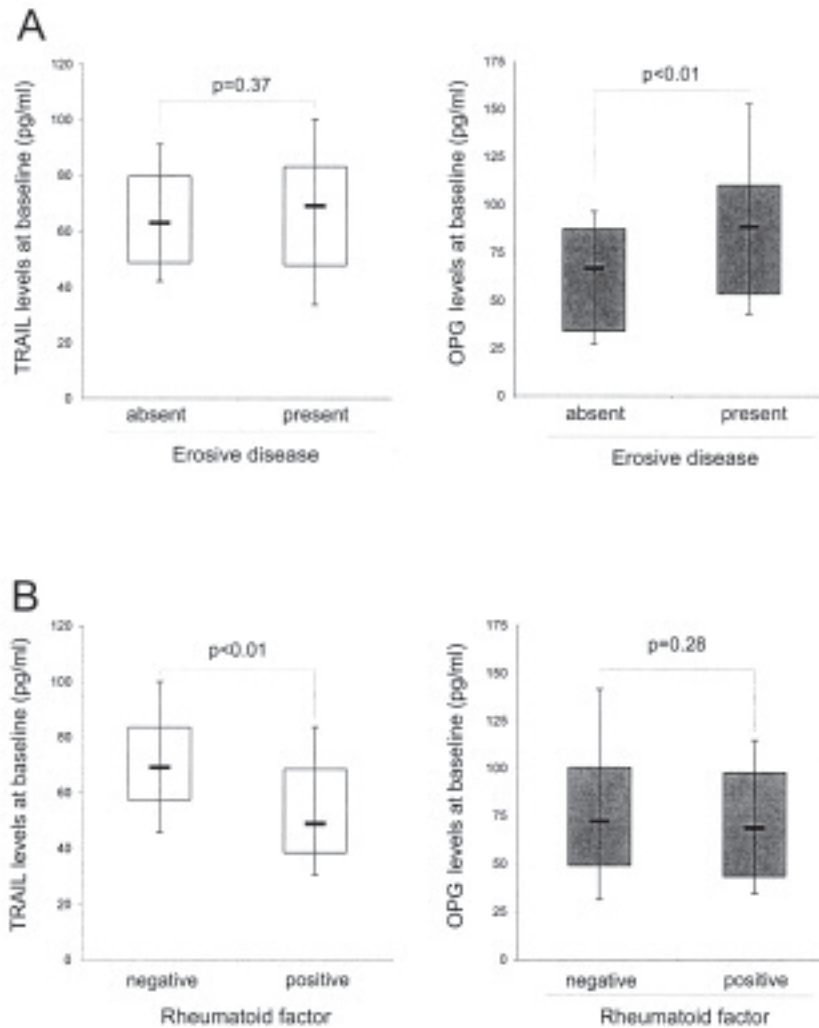 A
TRAIL levels at baseline (pg/ml)
120
100
80
60
40
20
0
p=0.37
absent
present
Erosive disease
OPG levels at baseline (pg/ml)
175
150
125
100
75
50
25
0
p<0.01
absent
present
Erosive disease
B
TRAIL levels at baseline (pg/ml)
120
100
80
60
40
20
0
p<0.01
negative
positive
Rheumatoid factor
OPG levels at baseline (pg/ml)
175
150
125
100
75
50
25
0
p=0.28
negative
positive
Rheumatoid factor